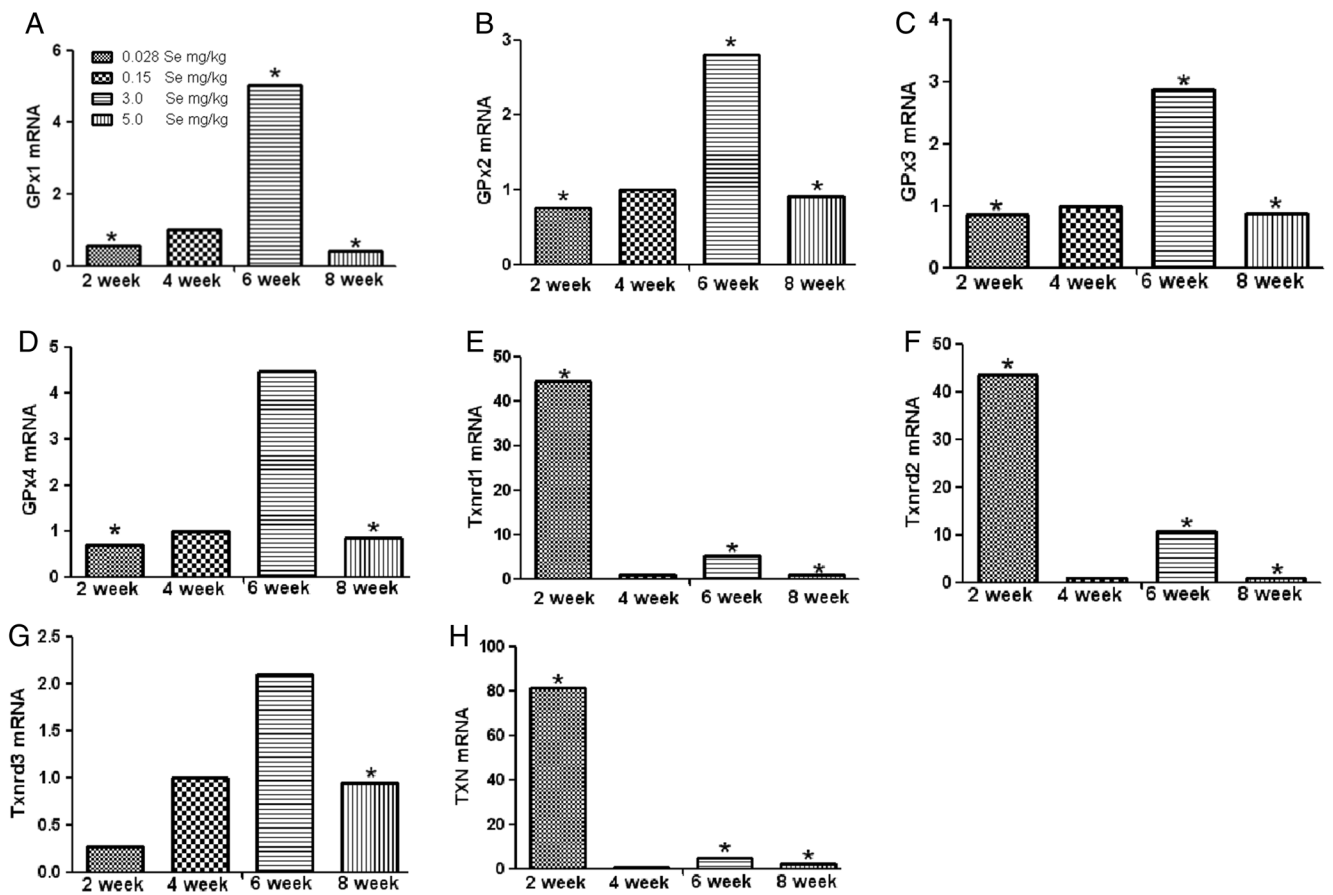 A
GPx1 mRNA
6
4
2
0
0.028 Se mg/kg
0.15 Se mg/kg
3.0 Se mg/kg
5.0 Se mg/kg
*
*
*
2 week 4 week 6 week 8 week
B
GPx2 mRNA
3
2
1
0
*
*
*
2 week 4 week 6 week 8 week
C
GPx3 mRNA
4
3
2
1
0
*
*
*
2 week 4 week 6 week 8 week
D
GPx4 mRNA
5
4
3
2
1
0
*
*
2 week 4 week 6 week 8 week
E
Txnrd1 mRNA
50
40
30
20
10
0
*
*
*
2 week 4 week 6 week 8 week
F
Txnrd2 mRNA
50
40
30
20
10
0
*
*
*
2 week 4 week 6 week 8 week
G
Txnrd3 mRNA
2.5
2.0
1.5
1.0
0.5
0.0
*
2 week 4 week 6 week 8 week
H
TXN mRNA
100
80
60
40
20
0
*
*
*
2 week 4 week 6 week 8 week